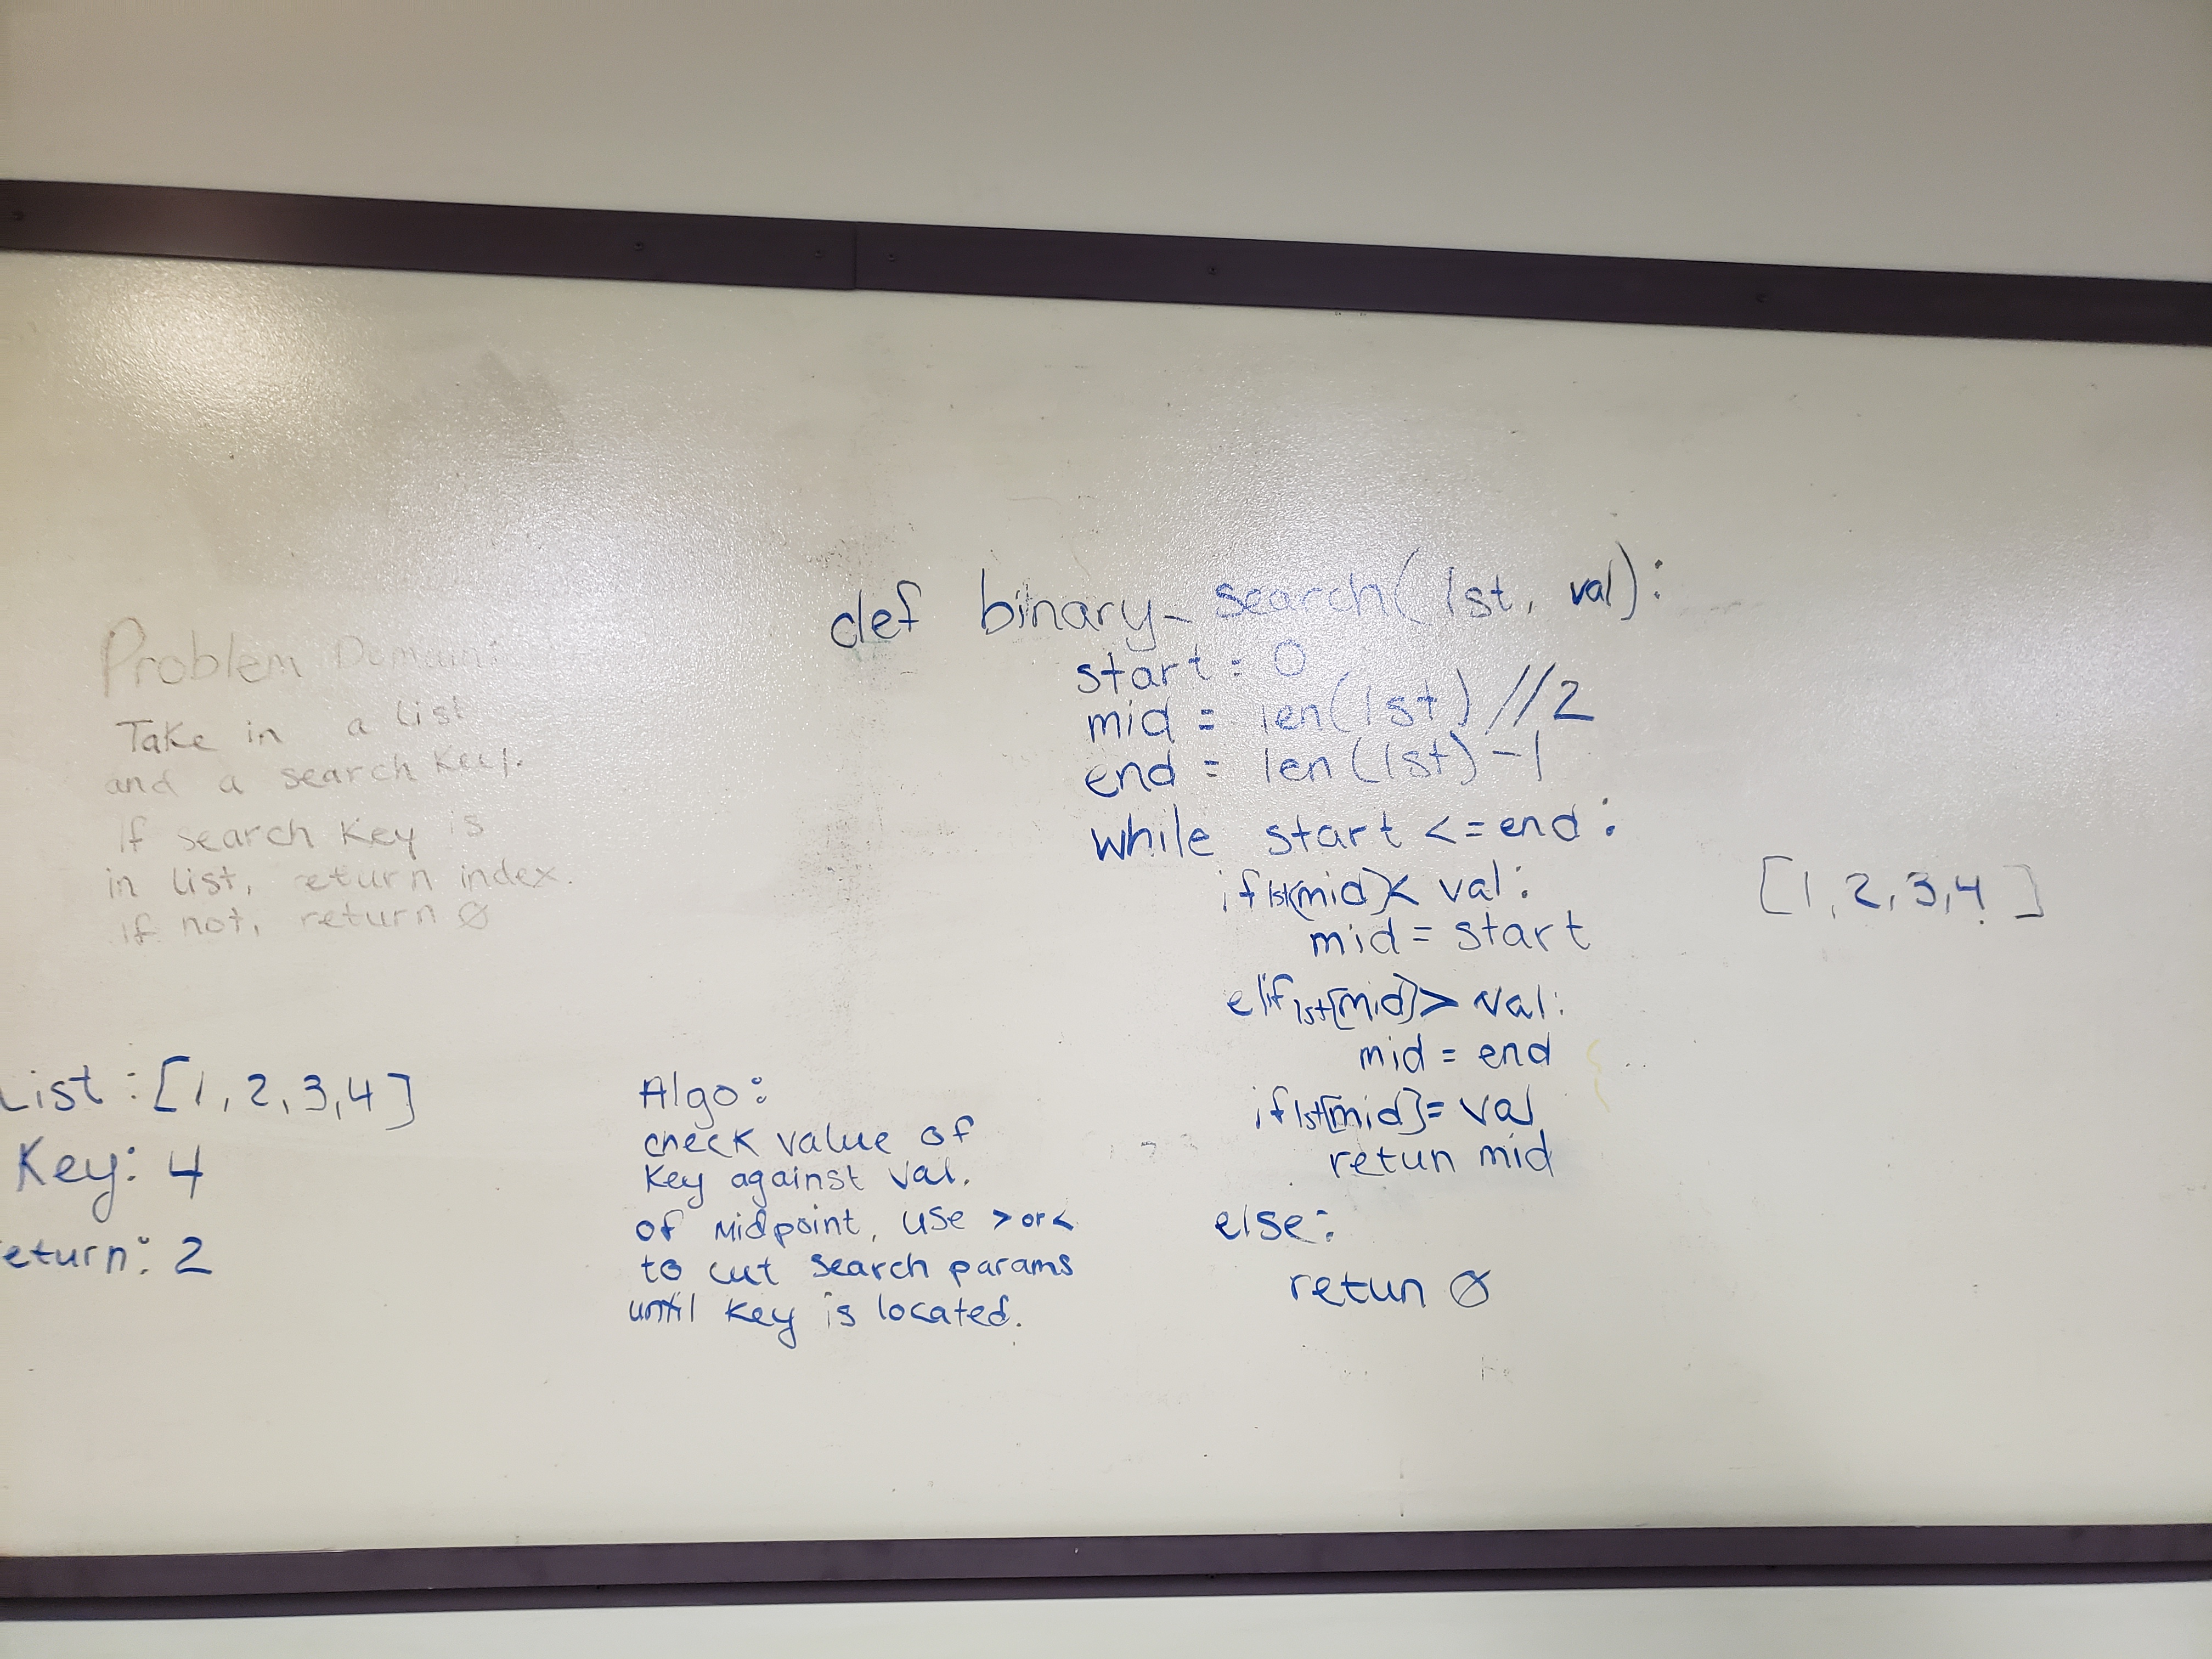 Problem Domain:
Take in a list
and a search key.
if search key is
in list, return index.
if not, return Ø
List: [1, 2, 3, 4]
Key: 4
eturn: 2
Algo:
check value of
key against val.
of midpoint, use > or <
to cut search params
until key is located.
def binary_search(lst, val):
start = 0
mid = len(lst)//2
end = len(lst)-1
while start <= end:
if lst[mid] < val:
mid = start
elif lst[mid] > val:
mid = end
if lst[mid] = val
retun mid
else:
retun Ø
[1, 2, 3, 4]